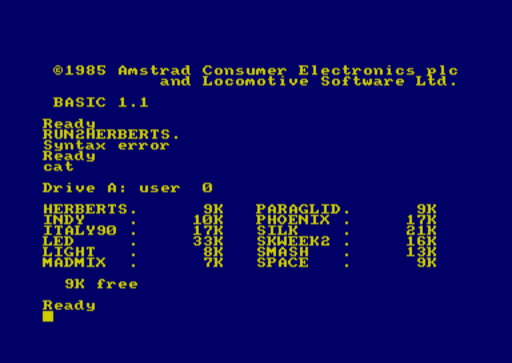 ©1985 Amstrad Consumer Electronics plc
and Locomotive Software Ltd.
BASIC 1.1
Ready
RUN2HERBERTS.
Syntax error
Ready
cat
Drive A: user 0
HERBERTS. 9K PARAGLID. 9K
INDY . 10K PHOENIX . 17K
ITALY90 . 17K SILK . 21K
LED . 33K SKWEEK2 . 16K
LIGHT . 8K SMASH . 13K
MADMIX . 7K SPACE . 9K
9K free
Ready